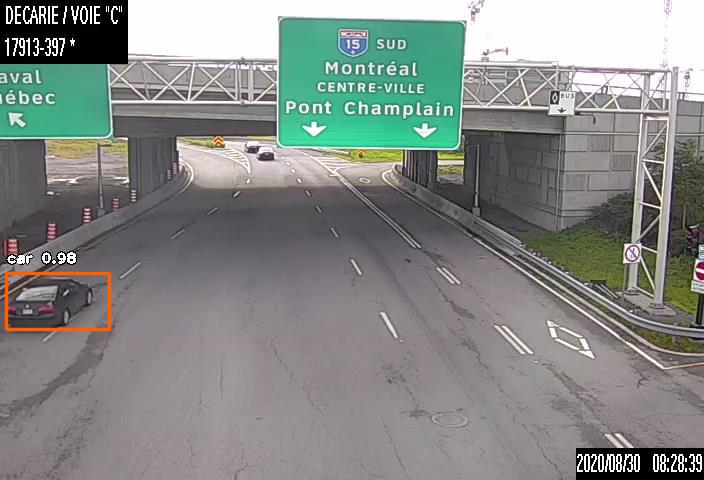 DECARIE / VOIE "C"
17913-397 *
aval
ébec
15 SUD
Montréal
CENTRE-VILLE
Pont Champlain
BUS
car 0.98
2020/08/30 08:28:39